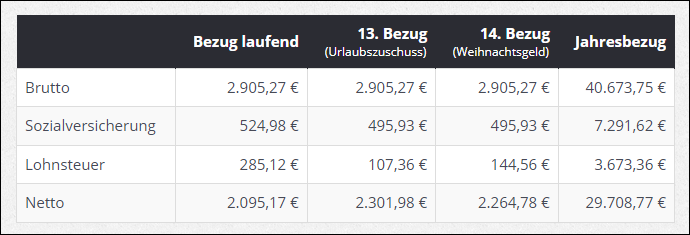 Bezug laufend 13. Bezug (Urlaubszuschuss) 14. Bezug (Weihnachtsgeld) Jahresbezug
Brutto 2.905,27 € 2.905,27 € 2.905,27 € 40.673,75 €
Sozialversicherung 524,98 € 495,93 € 495,93 € 7.291,62 €
Lohnsteuer 285,12 € 107,36 € 144,56 € 3.673,36 €
Netto 2.095,17 € 2.301,98 € 2.264,78 € 29.708,77 €